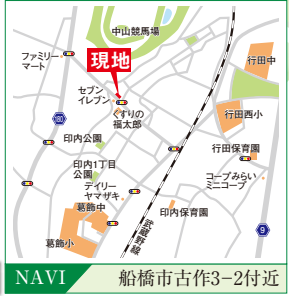 中山競馬場
ファミリー
マート
現地
行田中
セブン
イレブン
くすりの
福太郎
180
行田西小
印内公園
行田保育園
印内1丁目
公園
コープみらい
ミニコープ
デイリー
ヤマザキ
葛飾中
印内保育園
武蔵野線
9
葛飾小
NAVI
船橋市古作3-2付近